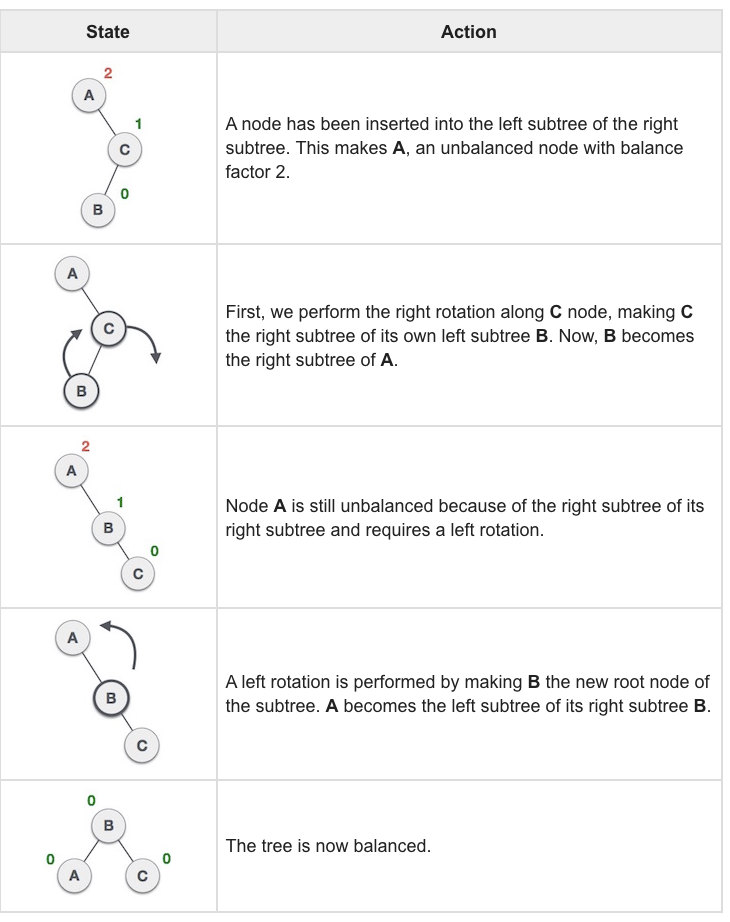 State
Action
2
A
1
C
0
B
A node has been inserted into the left subtree of the right
subtree. This makes A, an unbalanced node with balance
factor 2.
A
C
B
First, we perform the right rotation along C node, making C
the right subtree of its own left subtree B. Now, B becomes
the right subtree of A.
2
A
1
B
0
C
Node A is still unbalanced because of the right subtree of its
right subtree and requires a left rotation.
A
B
C
A left rotation is performed by making B the new root node of
the subtree. A becomes the left subtree of its right subtree B.
0
B
0
A
0
C
The tree is now balanced.